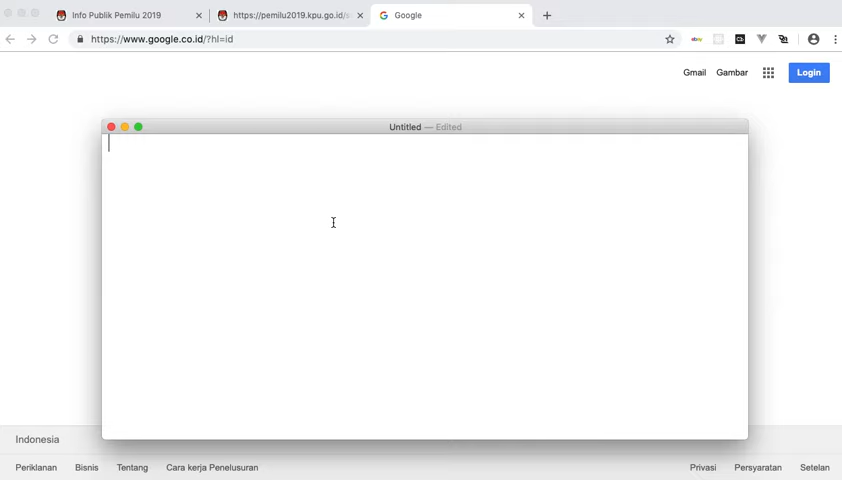 Info Publik Pemilu 2019
https://pemilu2019.kpu.go.id/
Google
https://www.google.co.id/?hl=id
Gmail
Gambar
Login
Untitled — Edited
Indonesia
Periklanan
Bisnis
Tentang
Cara kerja Penelusuran
Privasi
Persyaratan
Setelan